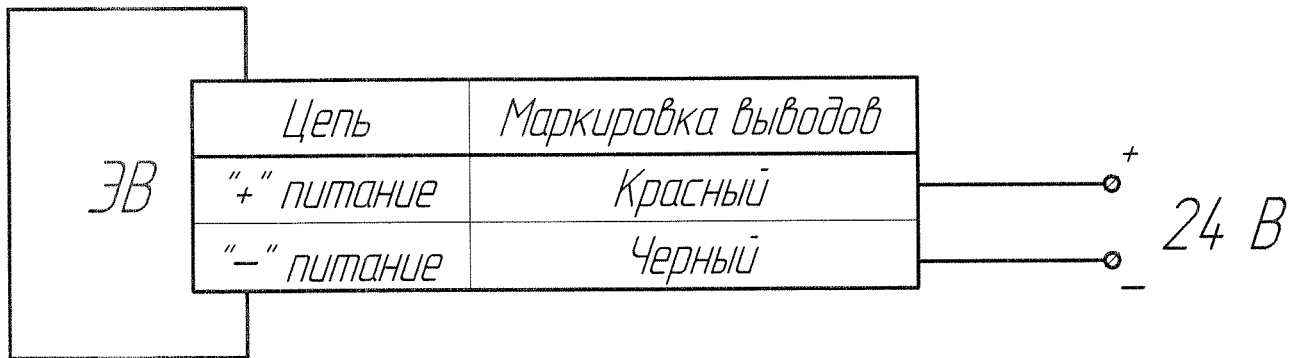 ЭВ
Цепь Маркировка выводов
"+" питание Красный
"–" питание Черный
+
24 В
–